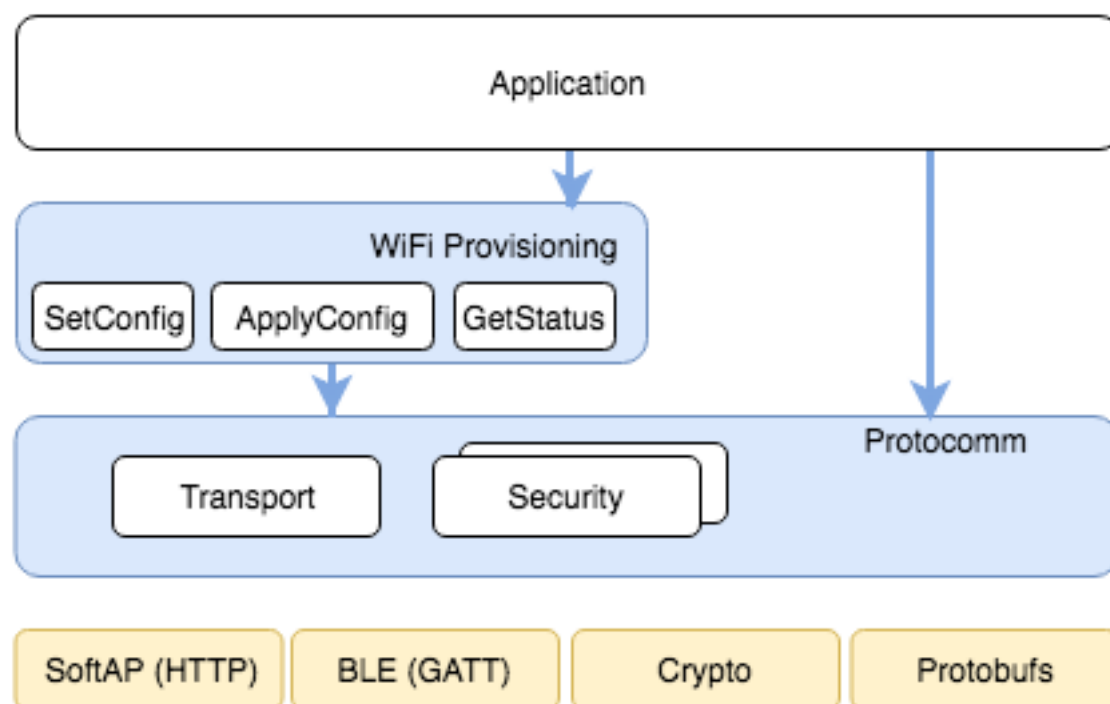 Application
WiFi Provisioning
SetConfig
ApplyConfig
GetStatus
Protocomm
Transport
Security
SoftAP (HTTP)
BLE (GATT)
Crypto
Protobufs